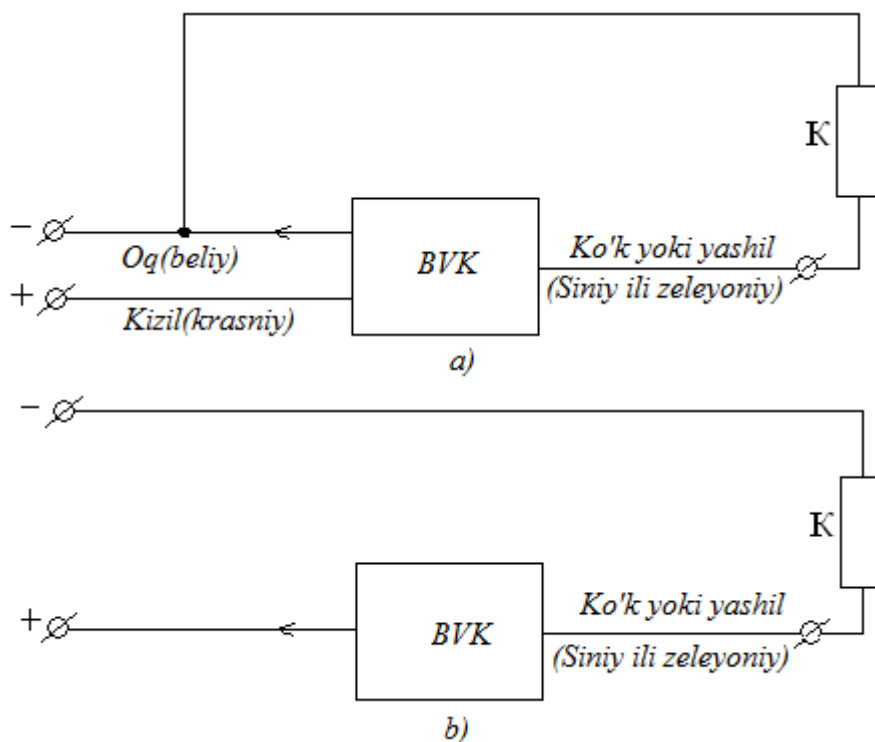 К
−
Oq(beliy)
BVK
Ko'k yoki yashil
(Siniy ili zeleyoniy)
+
Kizil(krasniy)
a)
−
К
+
BVK
Ko'k yoki yashil
(Siniy ili zeleyoniy)
b)